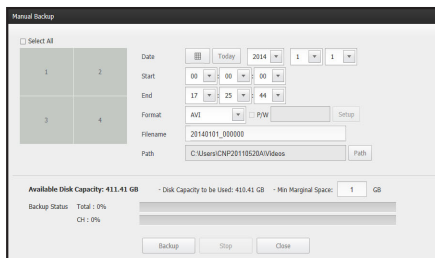 Manual Backup
Select All
1 2
3 4
Date Today 2014 1 1
Start 00 : 00 : 00
End 17 : 25 : 44
Format AVI P/W Setup
Filename 20140101_000000
Path C:\Users\CNP20110520A\Videos Path
Available Disk Capacity: 411.41 GB - Disk Capacity to be Used: 410.41 GB - Min Marginal Space: 1 GB
Backup Status Total : 0%
CH : 0%
Backup Stop Close